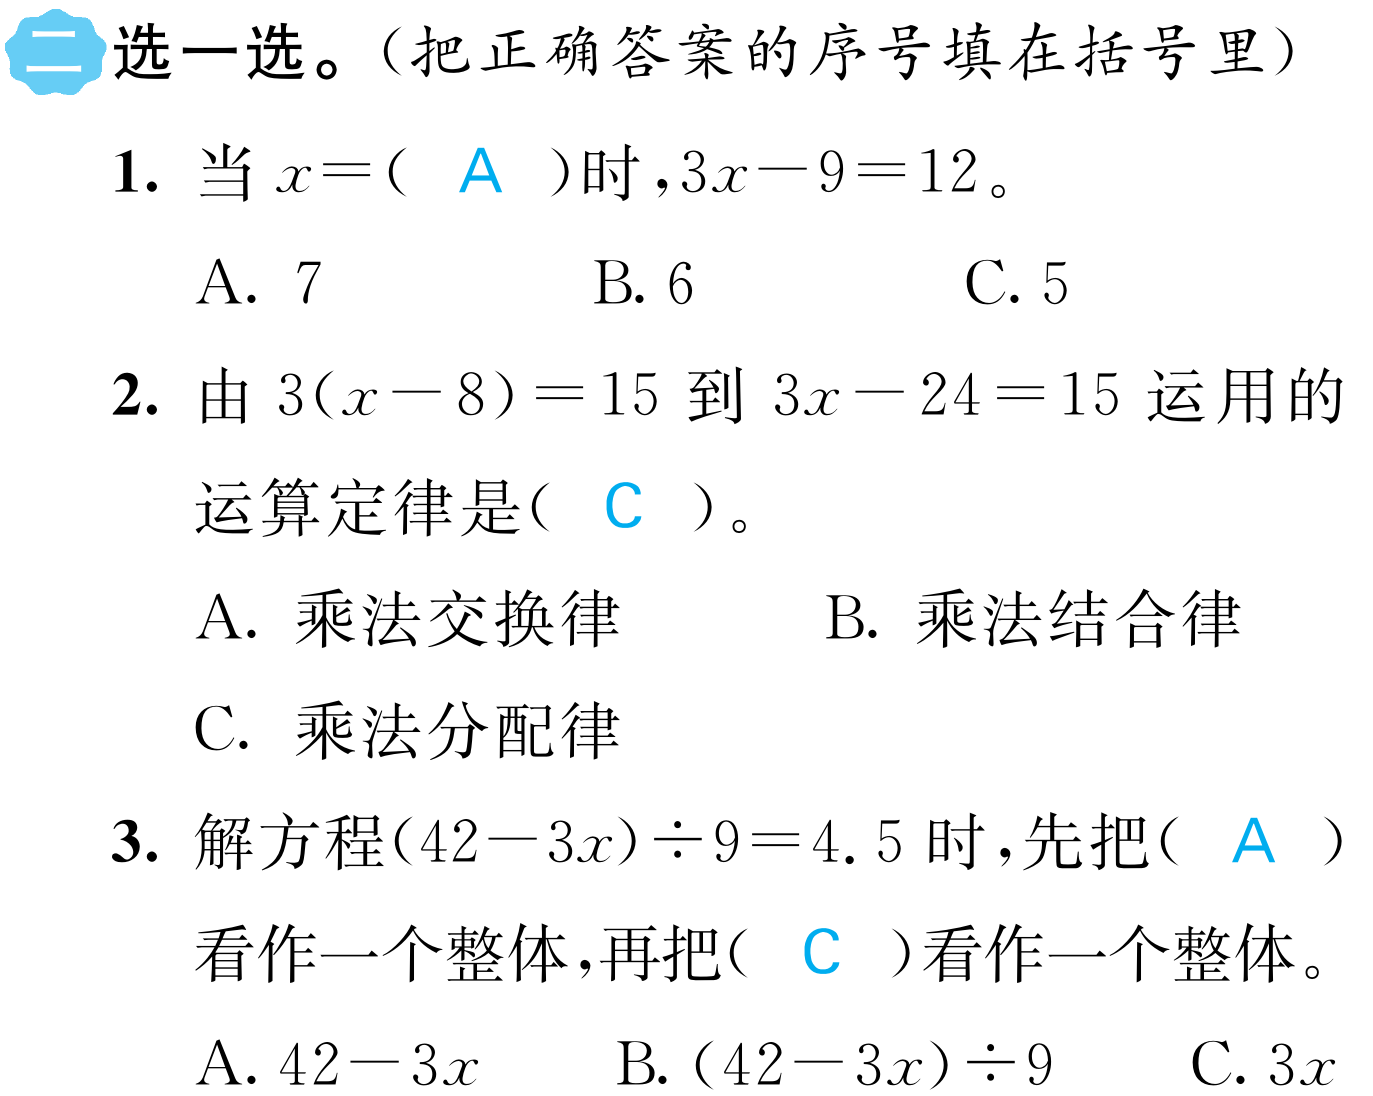 二 选一选。(把正确答案的序号填在括号里)
1. 当 x=( A )时,3x-9=12。
A. 7 B. 6 C. 5
2. 由 3(x-8)=15 到 3x-24=15 运用的
运算定律是( C )。
A. 乘法交换律 B. 乘法结合律
C. 乘法分配律
3. 解方程(42-3x)÷9=4.5时,先把( A )
看作一个整体,再把( C )看作一个整体。
A. 42-3x B. (42-3x)÷9 C. 3x